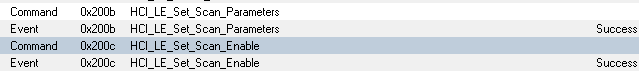 Command 0x200b HCI_LE_Set_Scan_Parameters
Event 0x200b HCI_LE_Set_Scan_Parameters Success
Command 0x200c HCI_LE_Set_Scan_Enable
Event 0x200c HCI_LE_Set_Scan_Enable Success